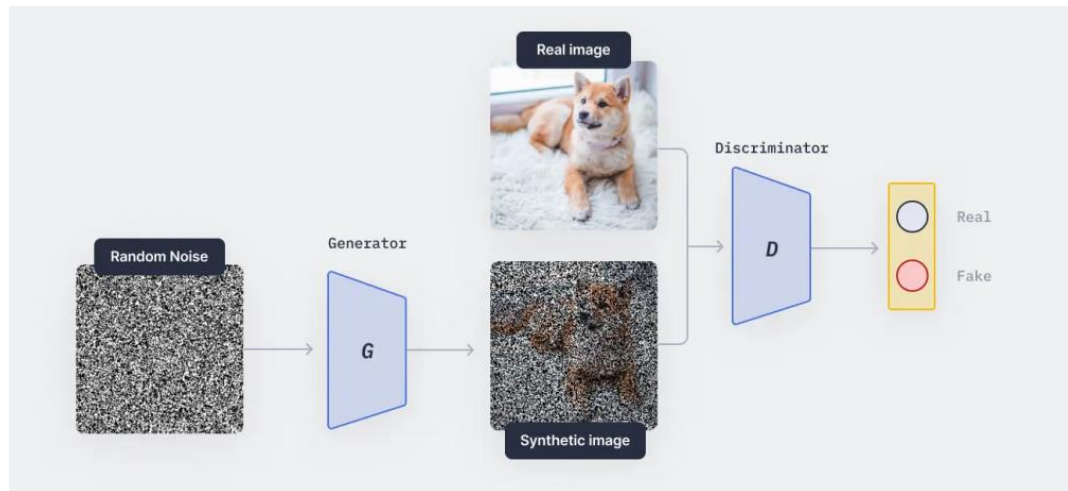 Real image
Discriminator
Real
Generator
Random Noise
D
Fake
G
Synthetic image